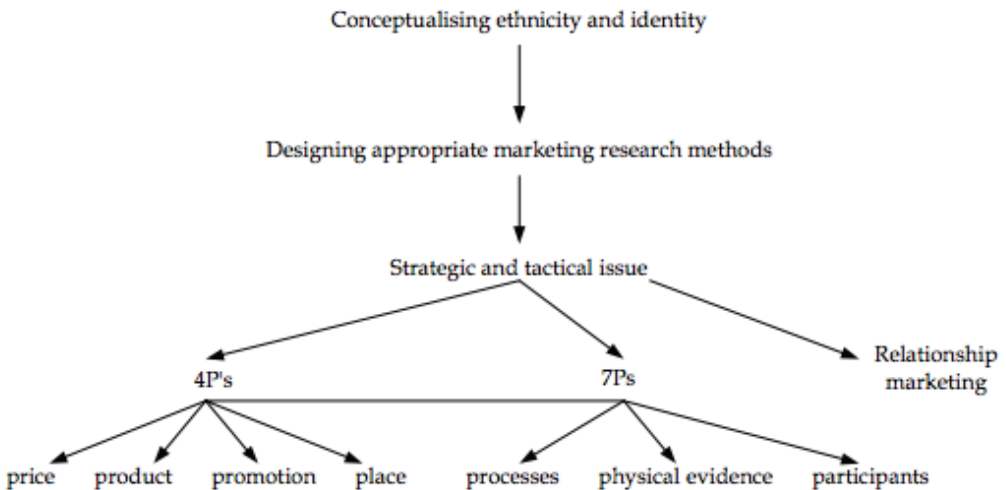 Conceptualising ethnicity and identity
Designing appropriate marketing research methods
Strategic and tactical issue
Relationship
marketing
4P's
7Ps
price
product
promotion
place
processes
physical evidence
participants